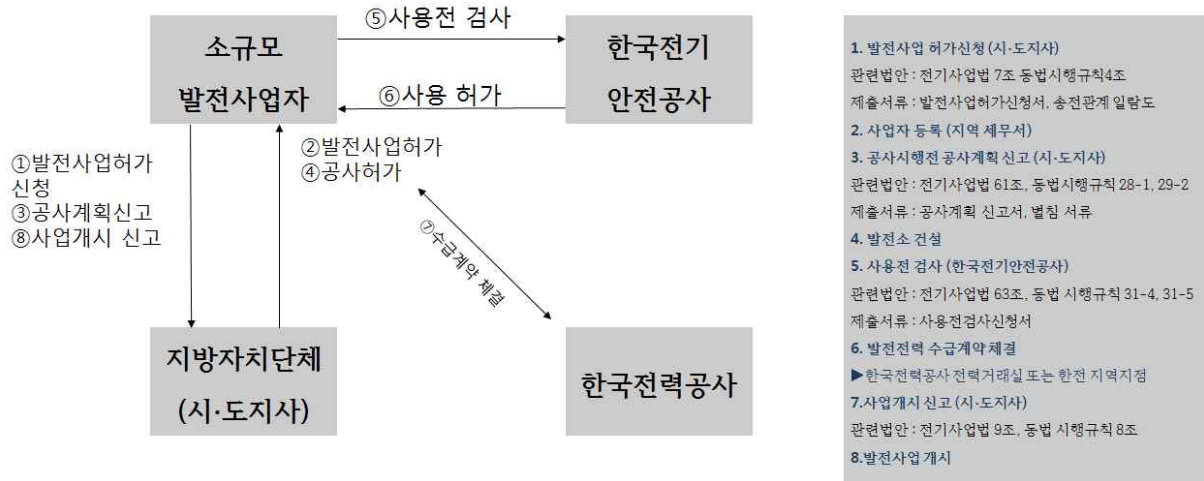 ⑤사용전 검사
소규모
발전사업자
한국전기
안전공사
⑥사용 허가
①발전사업허가
신청
③공사계획신고
⑧사업개시 신고
②발전사업허가
④공사허가
⑦수급계약 체결
지방자치단체
(시·도지사)
한국전력공사
1. 발전사업 허가신청 (시·도지사)
관련법안 : 전기사업법 7조 동법시행규칙4조
제출서류 : 발전사업허가신청서, 송전관계 일람도
2. 사업자 등록 (지역 세무서)
3. 공사시행전 공사계획 신고 (시·도지사)
관련법안 : 전기사업법 61조, 동법시행규칙 28-1, 29-2
제출서류 : 공사계획 신고서, 별침 서류
4. 발전소 건설
5. 사용전 검사 (한국전기안전공사)
관련법안 : 전기사업법 63조, 동법 시행규칙 31-4, 31-5
제출서류 : 사용전검사신청서
6. 발전전력 수급계약 체결
▶한국전력공사 전력거래실 또는 한전 지역지점
7.사업개시 신고 (시·도지사)
관련법안 : 전기사업법 9조, 동법 시행규칙 8조
8.발전사업 개시